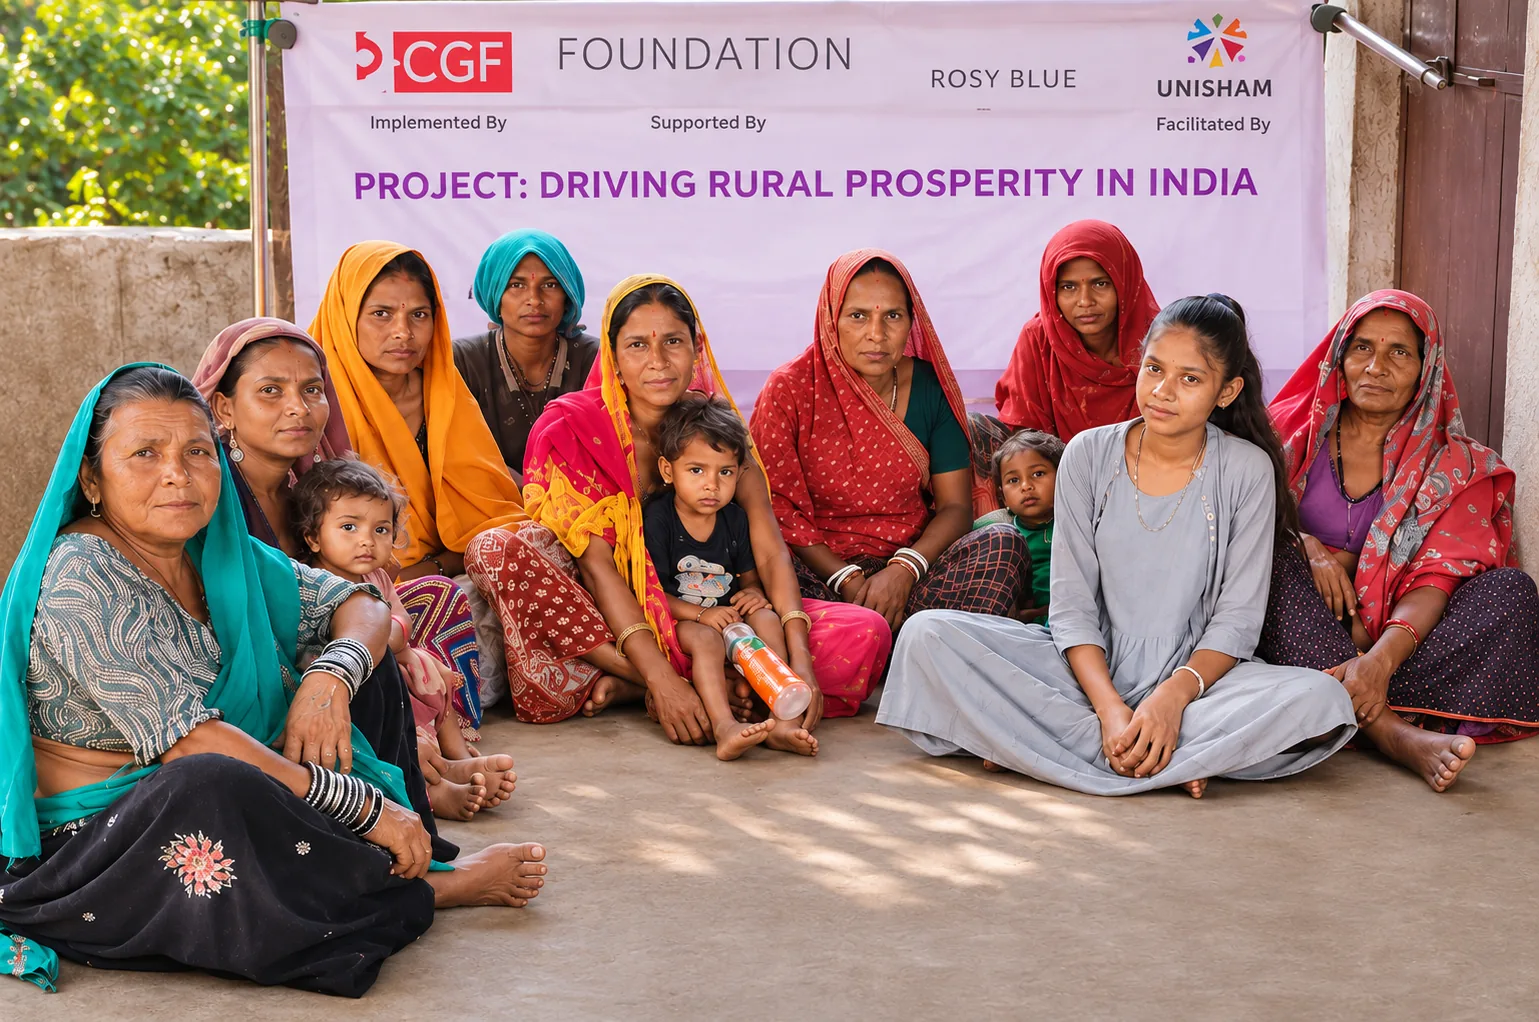 CGF FOUNDATION ROSY BLUE UNISHAM
Implemented By Supported By Facilitated By
PROJECT: DRIVING RURAL PROSPERITY IN INDIA